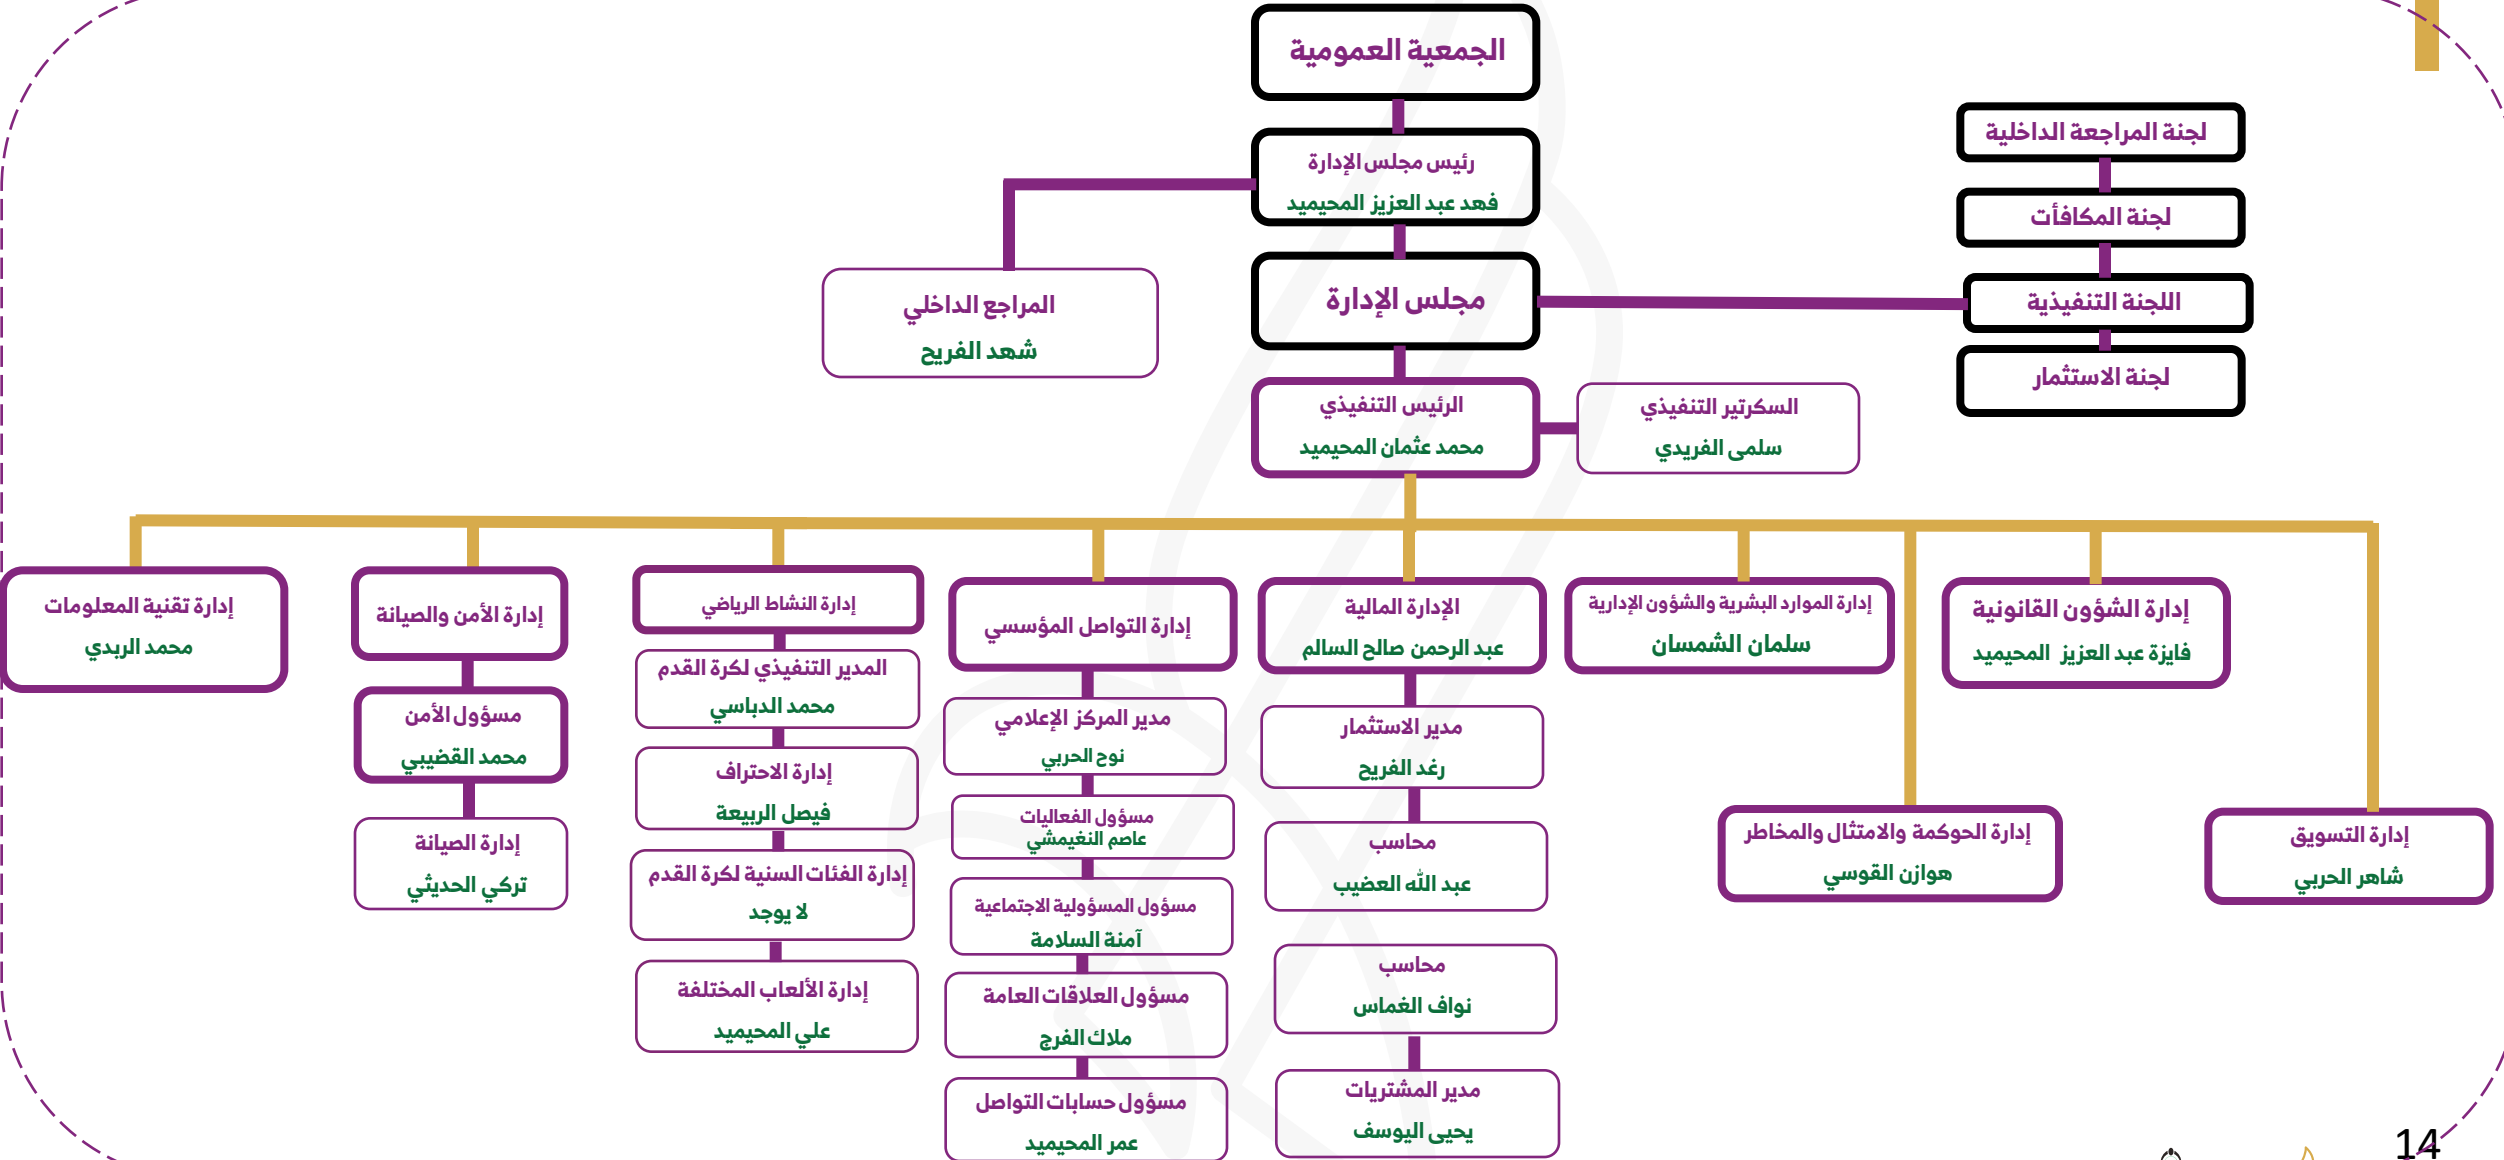 الجمعية العمومية
رئيس مجلس الإدارة
فهد عبد العزيز المحيميد
مجلس الإدارة
لجنة المراجعة الداخلية
لجنة المكافأت
اللجنة التنفيذية
لجنة الاستثمار
المراجع الداخلي
شهد الفريح
الرئيس التنفيذي
محمد عثمان المحيميد
السكرتير التنفيذي
سلمى الفريدي
إدارة التسويق
شاهر الحربي
إدارة الشؤون القانونية
فايزة عبد العزيز المحيميد
إدارة الحوكمة والامتثال والمخاطر
هوازن القوسي
إدارة الموارد البشرية والشؤون الإدارية
سلمان الشمسان
الإدارة المالية
عبد الرحمن صالح السالم
مدير الاستثمار
رغد الفريح
محاسب
عبد الله العضيب
محاسب
نواف الغماس
مدير المشتريات
يحيى اليوسف
إدارة التواصل المؤسسي
مدير المركز الإعلامي
نوح الحربي
مسؤول الفعاليات
عاصم النغيمشي
مسؤول المسؤولية الاجتماعية
آمنة السلامة
مسؤول العلاقات العامة
ملاك الفرج
مسؤول حسابات التواصل
عمر المحيميد
إدارة النشاط الرياضي
المدير التنفيذي لكرة القدم
محمد الدباسي
إدارة الاحتراف
فيصل الربيعة
إدارة الفئات السنية لكرة القدم
لا يوجد
إدارة الألعاب المختلفة
علي المحيميد
إدارة الأمن والصيانة
مسؤول الأمن
محمد القضيبي
إدارة الصيانة
تركي الحديثي
إدارة تقنية المعلومات
محمد الربدي
14